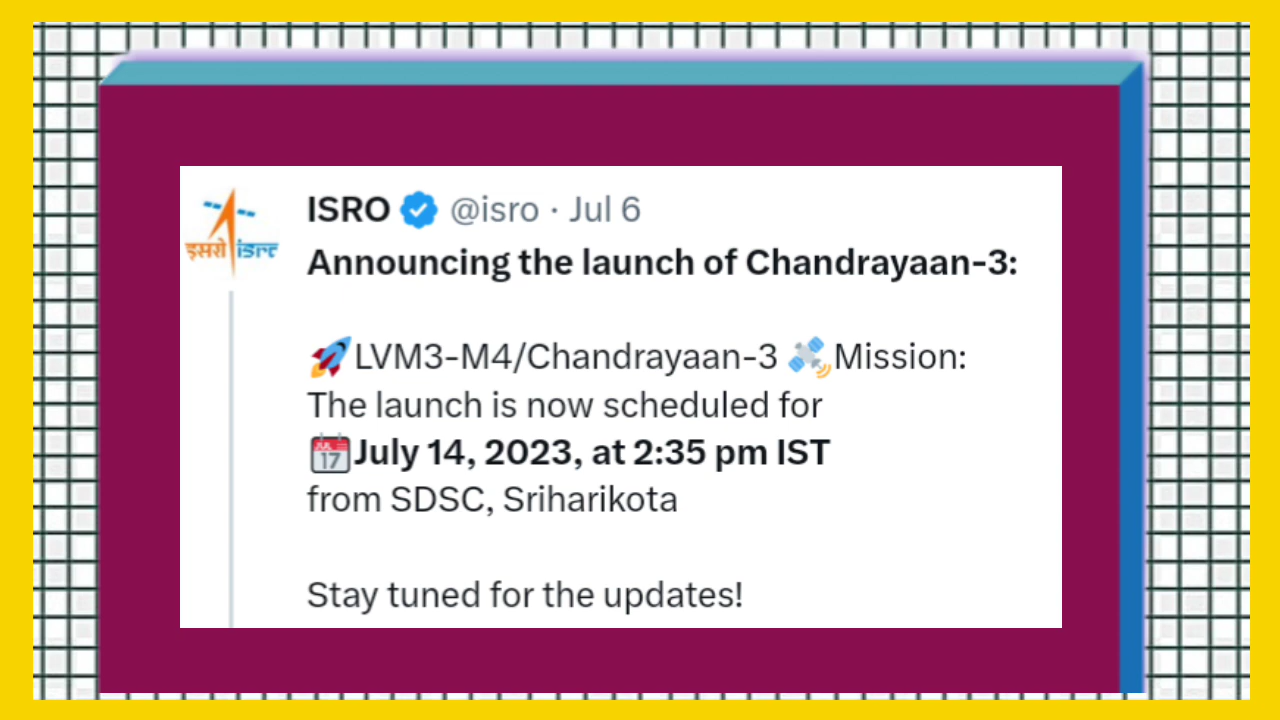 ISRO @isro · Jul 6
Announcing the launch of Chandrayaan-3:
🚀LVM3-M4/Chandrayaan-3 🛰️Mission:
The launch is now scheduled for
📅July 14, 2023, at 2:35 pm IST
from SDSC, Sriharikota
Stay tuned for the updates!
इसरो isro
JUL 17